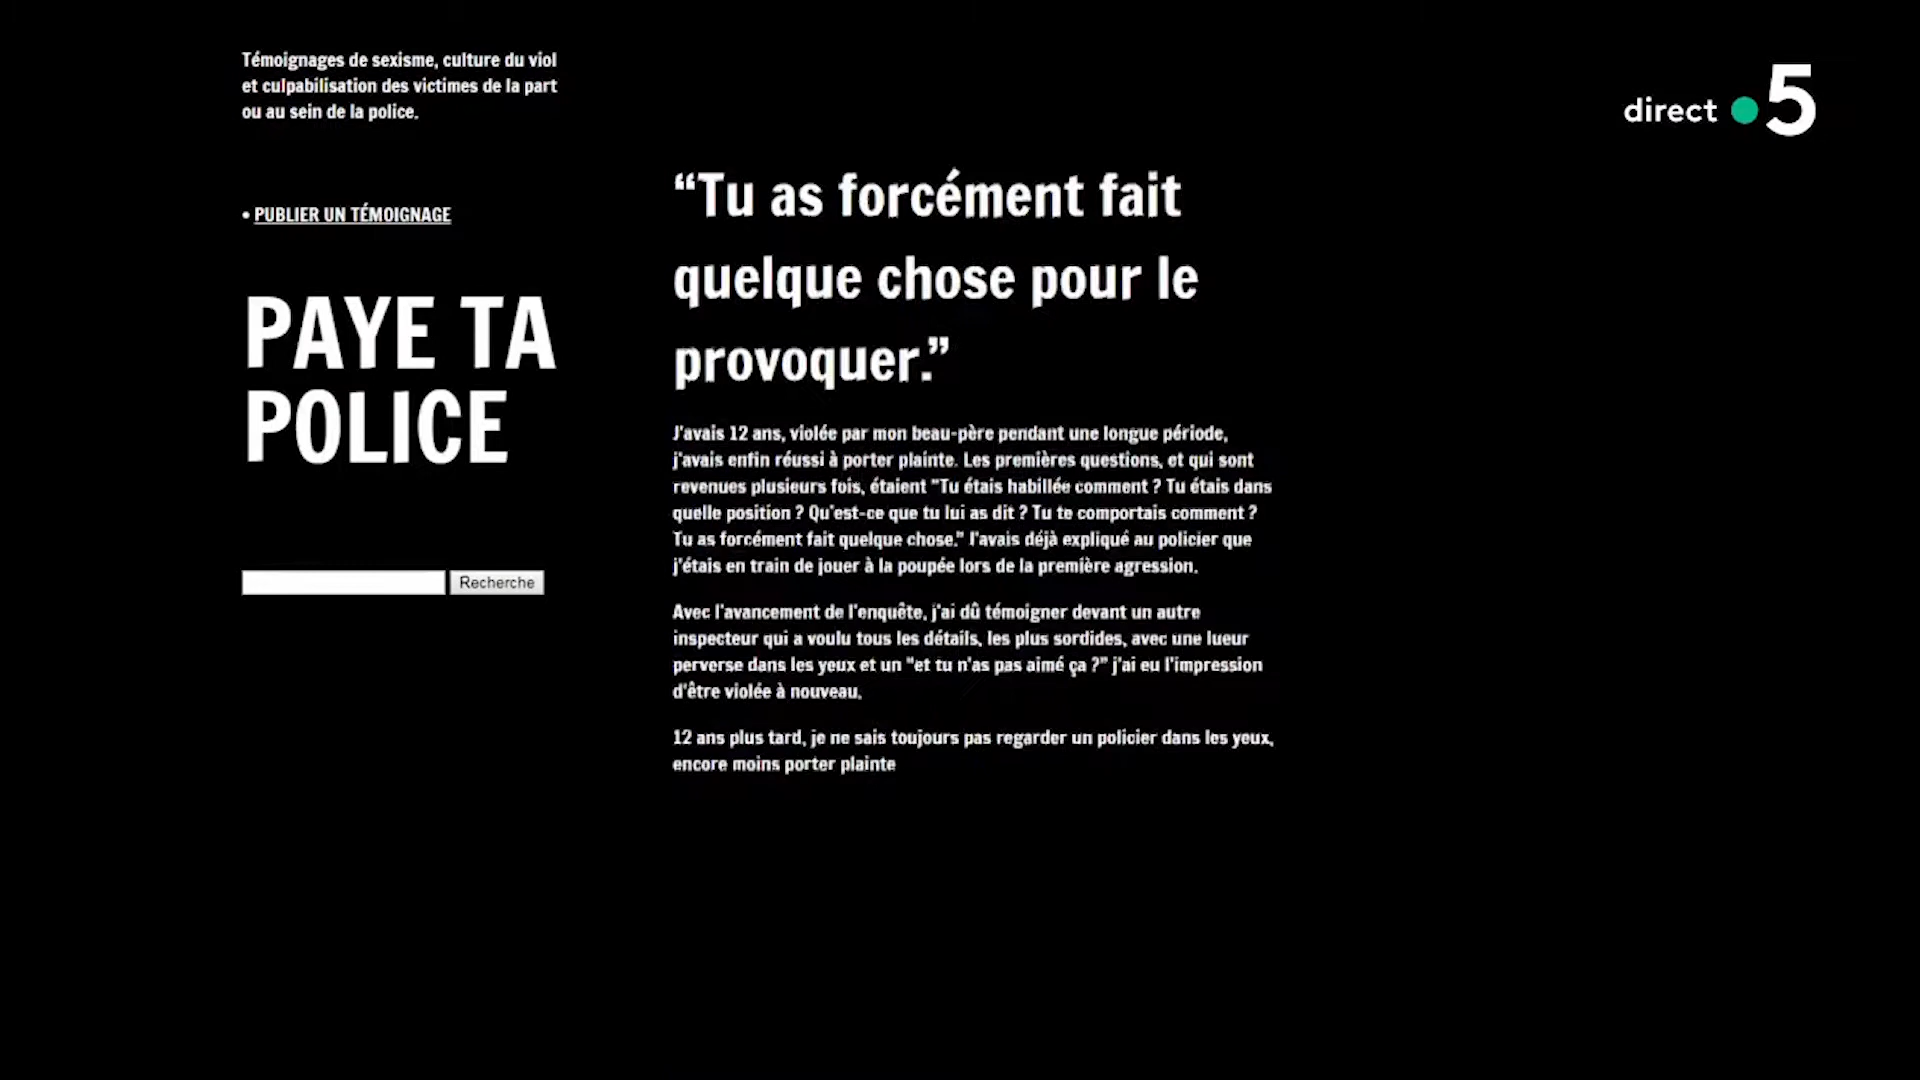 Témoignages de sexisme, culture du viol
et culpabilisation des victimes de la part
ou au sein de la police.
• PUBLIER UN TÉMOIGNAGE
PAYE TA
POLICE
Recherche
direct 5
“Tu as forcément fait
quelque chose pour le
provoquer.”
J'avais 12 ans, violée par mon beau-père pendant une longue période,
j'avais enfin réussi à porter plainte. Les premières questions, et qui sont
revenues plusieurs fois, étaient "Tu étais habillée comment ? Tu étais dans
quelle position ? Qu'est-ce que tu lui as dit ? Tu te comportais comment ?
Tu as forcément fait quelque chose." J'avais déjà expliqué au policier que
j'étais en train de jouer à la poupée lors de la première agression.
Avec l'avancement de l'enquête, j'ai dû témoigner devant un autre
inspecteur qui a voulu tous les détails, les plus sordides, avec une lueur
perverse dans les yeux et un "et tu n'as pas aimé ça ?" j'ai eu l'impression
d'être violée à nouveau.
12 ans plus tard, je ne sais toujours pas regarder un policier dans les yeux,
encore moins porter plainte